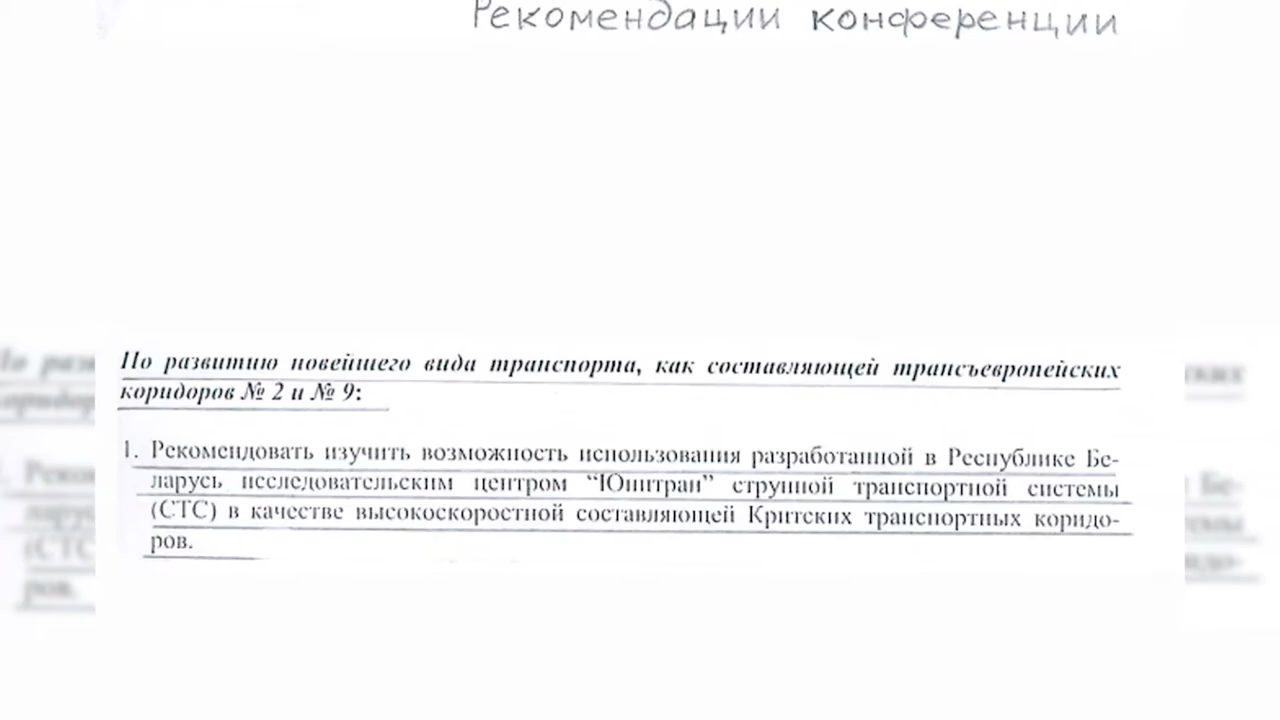 Рекомендации конференции
По развитию новейшего вида транспорта, как составляющей трансъевропейских
коридоров № 2 и № 9:
1. Рекомендовать изучить возможность использования разработанной в Республике Бе-
ларусь исследовательским центром “Юнитран” струнной транспортной системы
(СТС) в качестве высокоскоростной составляющей Критских транспортных коридо-
ров.